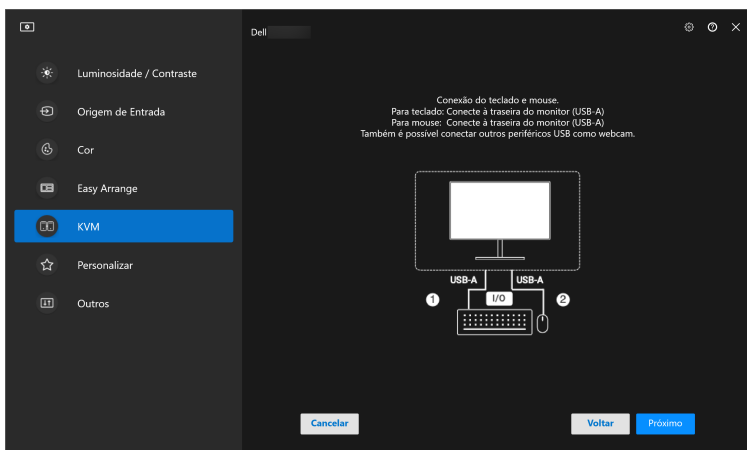 Dell
Luminosidade / Contraste
Origem de Entrada
Cor
Easy Arrange
KVM
Personalizar
Outros
Conexão do teclado e mouse.
Para teclado: Conecte à traseira do monitor (USB-A)
Para mouse: Conecte à traseira do monitor (USB-A)
Também é possível conectar outros periféricos USB como webcam.
USB-A USB-A
1 I/O 2
Cancelar Voltar Próximo